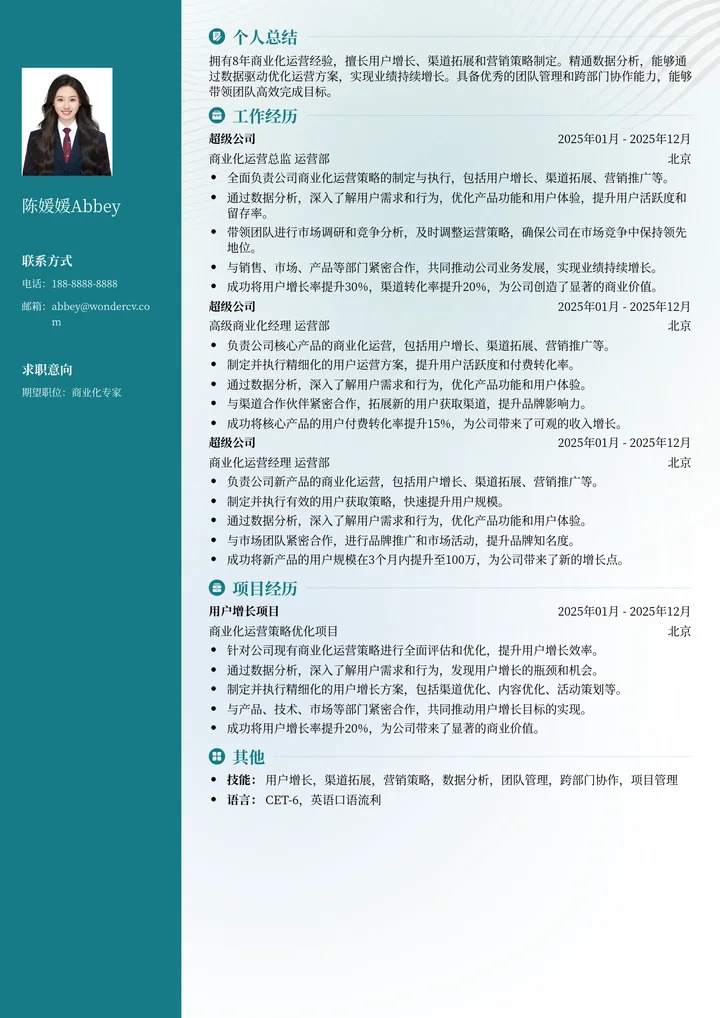 陈媛媛Abbey
联系方式
电话：188-8888-8888
邮箱：abbey@wondercv.co
m
求职意向
期望职位：商业化专家
个人总结
拥有8年商业化运营经验，擅长用户增长、渠道拓展和营销策略制定。精通数据分析，能够通
过数据驱动优化运营方案，实现业绩持续增长。具备优秀的团队管理和跨部门协作能力，能够
带领团队高效完成目标。
工作经历
超级公司 2025年01月 - 2025年12月
商业化运营总监 运营部 北京
• 全面负责公司商业化运营策略的制定与执行，包括用户增长、渠道拓展、营销推广等。
• 通过数据分析，深入了解用户需求和行为，优化产品功能和用户体验，提升用户活跃度和
留存率。
• 带领团队进行市场调研和竞争分析，及时调整运营策略，确保公司在市场竞争中保持领先
地位。
• 与销售、市场、产品等部门紧密合作，共同推动公司业务发展，实现业绩持续增长。
• 成功将用户增长率提升30%，渠道转化率提升20%，为公司创造了显著的商业价值。
超级公司 2025年01月 - 2025年12月
高级商业化经理 运营部 北京
• 负责公司核心产品的商业化运营，包括用户增长、渠道拓展、营销推广等。
• 制定并执行精细化的用户运营方案，提升用户活跃度和付费转化率。
• 通过数据分析，深入了解用户需求和行为，优化产品功能和用户体验。
• 与渠道合作伙伴紧密合作，拓展新的用户获取渠道，提升品牌影响力。
• 成功将核心产品的用户付费转化率提升15%，为公司带来了可观的收入增长。
超级公司 2025年01月 - 2025年12月
商业化运营经理 运营部 北京
• 负责公司新产品的商业化运营，包括用户增长、渠道拓展、营销推广等。
• 制定并执行有效的用户获取策略，快速提升用户规模。
• 通过数据分析，深入了解用户需求和行为，优化产品功能和用户体验。
• 与市场团队紧密合作，进行品牌推广和市场活动，提升品牌知名度。
• 成功将新产品的用户规模在3个月内提升至100万，为公司带来了新的增长点。
项目经历
用户增长项目 2025年01月 - 2025年12月
商业化运营策略优化项目 北京
• 针对公司现有商业化运营策略进行全面评估和优化，提升用户增长效率。
• 通过数据分析，深入了解用户需求和行为，发现用户增长的瓶颈和机会。
• 制定并执行精细化的用户增长方案，包括渠道优化、内容优化、活动策划等。
• 与产品、技术、市场等部门紧密合作，共同推动用户增长目标的实现。
• 成功将用户增长率提升20%，为公司带来了显著的商业价值。
其他
• 技能： 用户增长，渠道拓展，营销策略，数据分析，团队管理，跨部门协作，项目管理
• 语言： CET-6，英语口语流利